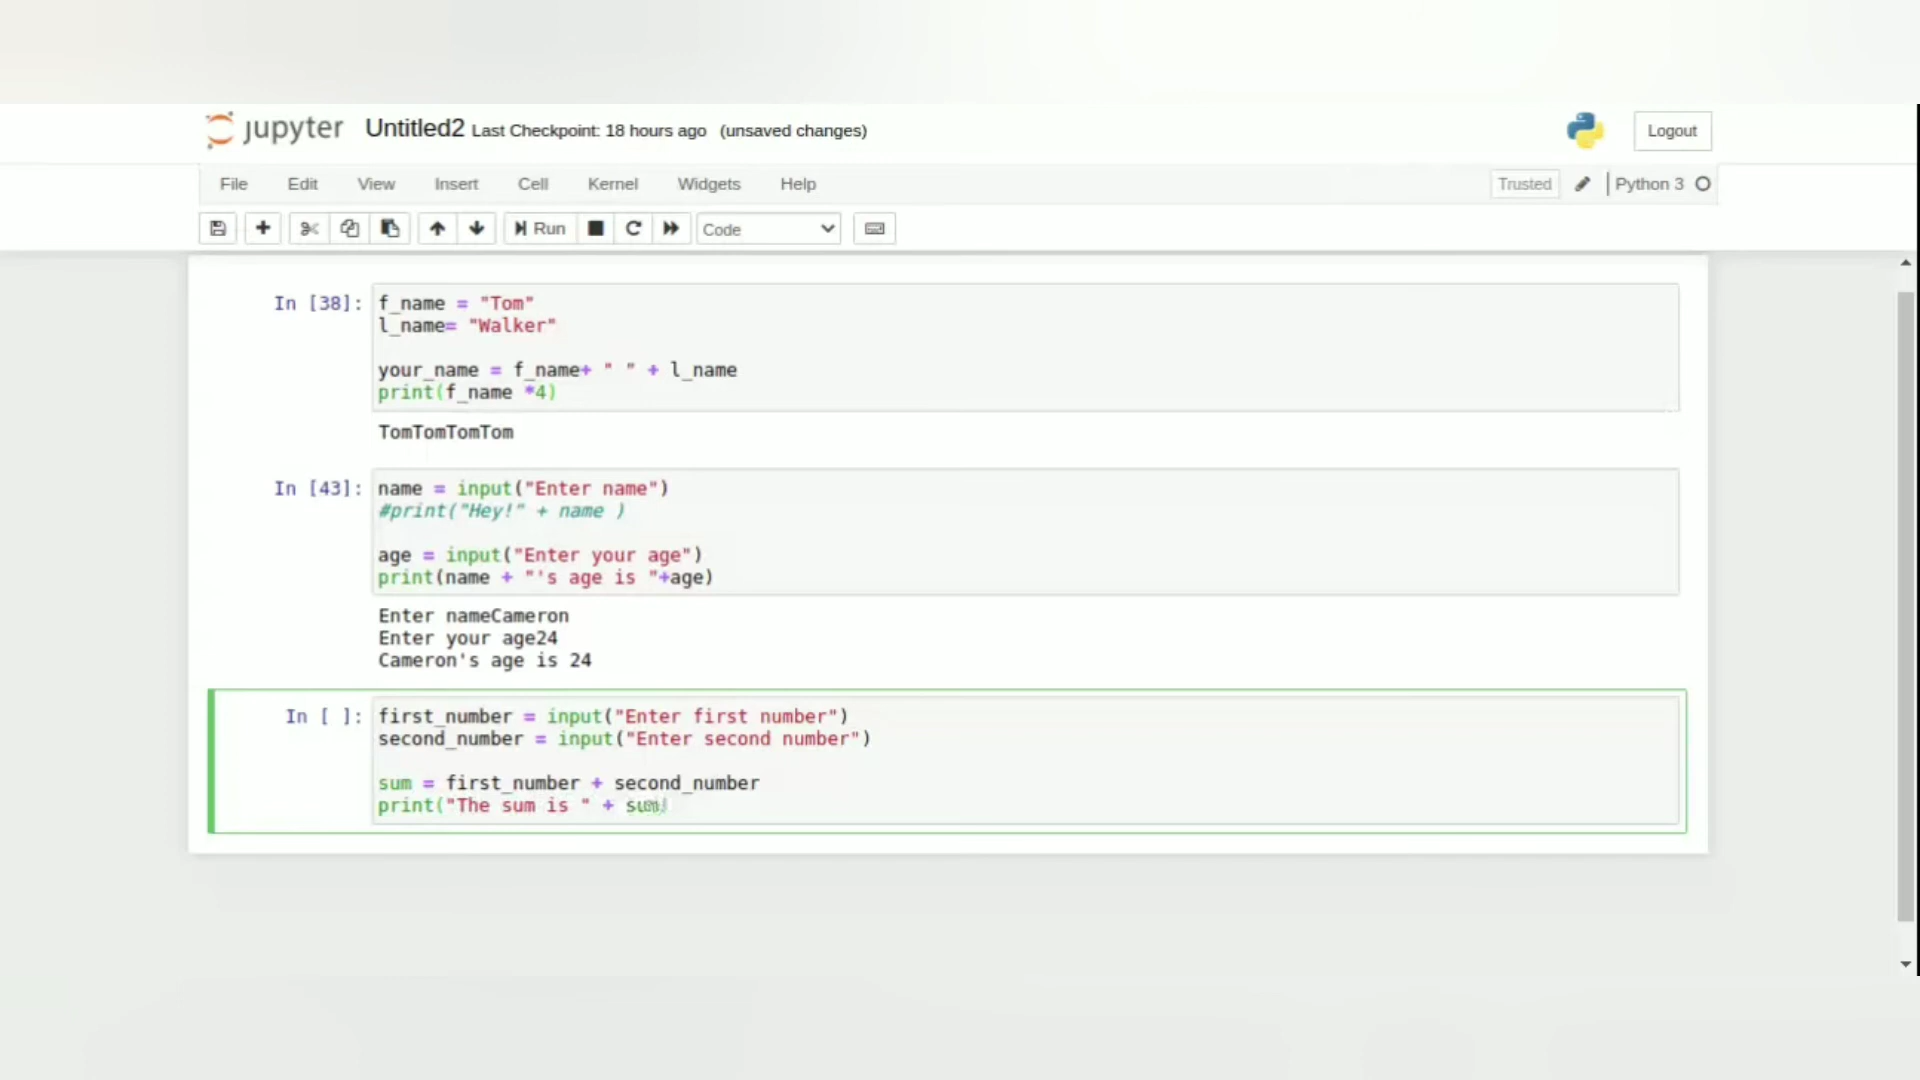 jupyter Untitled2 Last Checkpoint: 18 hours ago (unsaved changes) Logout
File Edit View Insert Cell Kernel Widgets Help Trusted Python 3
Run Code
In [38]: f_name = "Tom"
l_name= "Walker"
your_name = f_name+ " " + l_name
print(f_name *4)
TomTomTomTom
In [43]: name = input("Enter name")
#print("Hey!" + name )
age = input("Enter your age")
print(name + "'s age is "+age)
Enter nameCameron
Enter your age24
Cameron's age is 24
In [ ]: first_number = input("Enter first number")
second_number = input("Enter second number")
sum = first_number + second_number
print("The sum is " + sum)